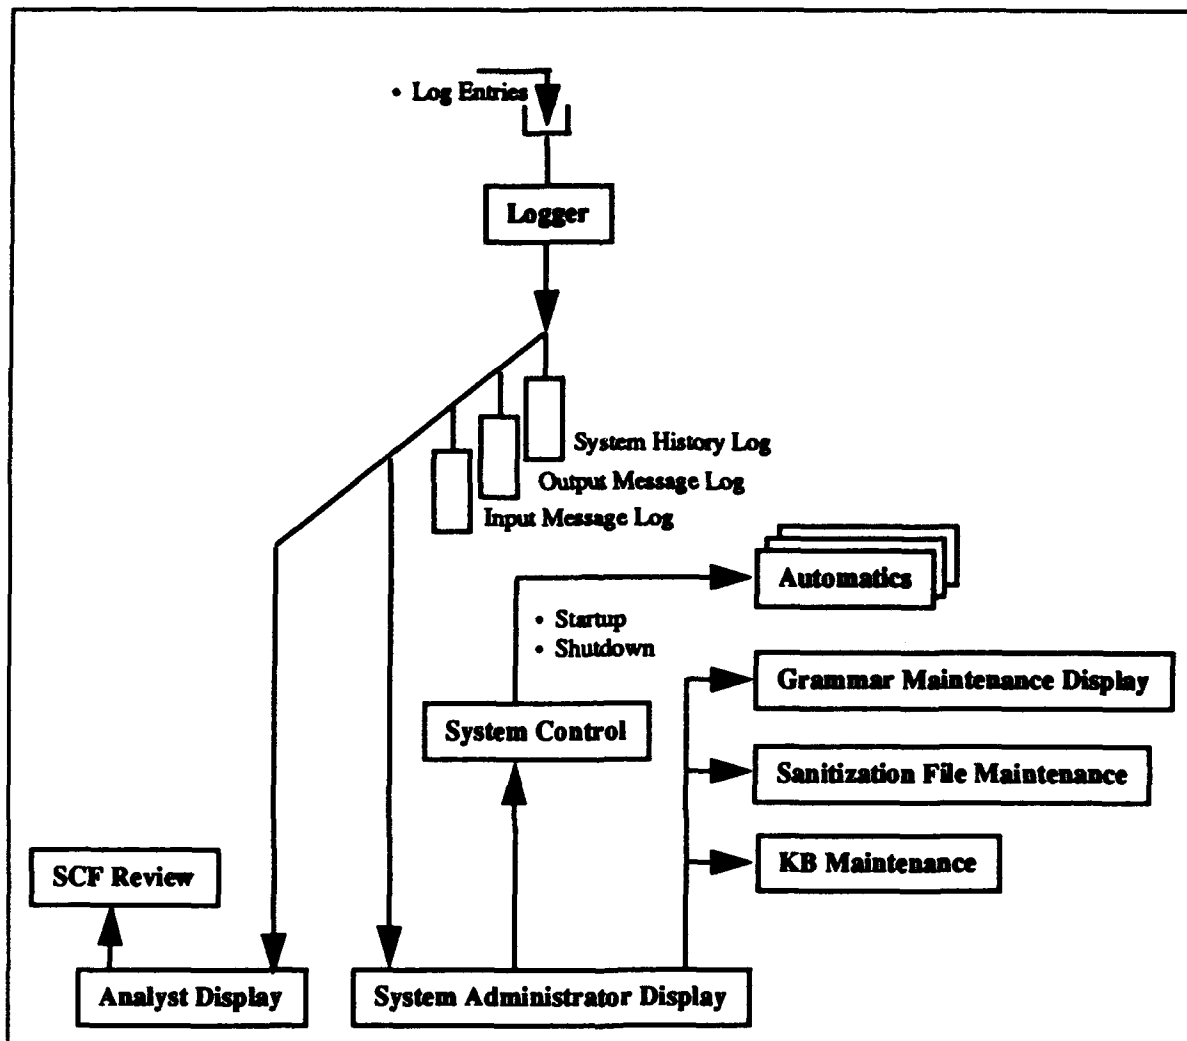 • Log Entries
Logger
System History Log
Output Message Log
Input Message Log
Automatics
• Startup
• Shutdown
Grammar Maintenance Display
System Control
Sanitization File Maintenance
KB Maintenance
SCF Review
Analyst Display
System Administrator Display